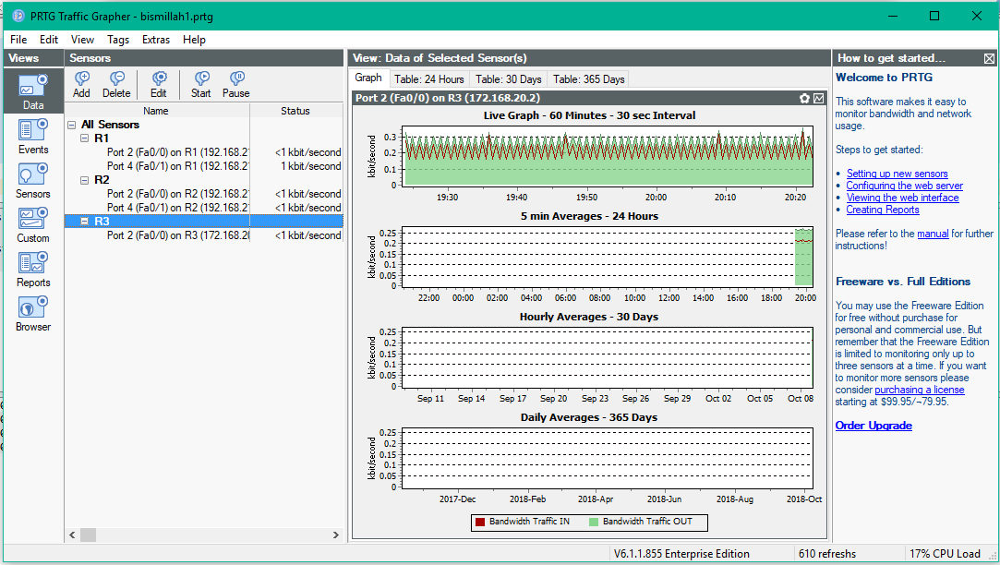 PRTG Traffic Grapher - bismillah1.prtg
File Edit View Tags Extras Help
Views
Data
Events
Sensors
Custom
Reports
Browser
Sensors
Add Delete Edit Start Pause
Name Status
All Sensors
R1
Port 2 (Fa0/0) on R1 (192.168.2 <1 kbit/second
Port 4 (Fa0/1) on R1 (192.168.2 1 kbit/second
R2
Port 2 (Fa0/0) on R2 (192.168.2 <1 kbit/second
Port 4 (Fa0/1) on R2 (192.168.2 <1 kbit/second
R3
Port 2 (Fa0/0) on R3 (172.168.20 <1 kbit/second
View: Data of Selected Sensor(s)
Graph Table: 24 Hours Table: 30 Days Table: 365 Days
Port 2 (Fa0/0) on R3 (172.168.20.2)
Live Graph - 60 Minutes - 30 sec Interval
kbit/second
0.3
0.2
0.1
0
19:30 19:40 19:50 20:00 20:10 20:20
5 min Averages - 24 Hours
kbit/second
0.25
0.2
0.15
0.1
0.05
0
22:00 00:00 02:00 04:00 06:00 08:00 10:00 12:00 14:00 16:00 18:00 20:00
Hourly Averages - 30 Days
kbit/second
0.25
0.2
0.15
0.1
0.05
0
Sep 11 Sep 14 Sep 17 Sep 20 Sep 23 Sep 26 Sep 29 Oct 02 Oct 05 Oct 08
Daily Averages - 365 Days
kbit/second
0.25
0.2
0.15
0.1
0.05
0
2017-Dec 2018-Feb 2018-Apr 2018-Jun 2018-Aug 2018-Oct
Bandwidth Traffic IN Bandwidth Traffic OUT
How to get started...
Welcome to PRTG
This software makes it easy to
monitor bandwidth and network
usage.
Steps to get started:
• Setting up new sensors
• Configuring the web server
• Viewing the web interface
• Creating Reports
Please refer to the manual for further
instructions!
Freeware vs. Full Editions
You may use the Freeware Edition
for free without purchase for
personal and commercial use. But
remember that the Freeware Edition
is limited to monitoring only up to
three sensors at a time. If you want
to monitor more sensors please
consider purchasing a license
starting at $99.95/¬79.95.
Order Upgrade
V6.1.1.855 Enterprise Edition 610 refreshs 17% CPU Load